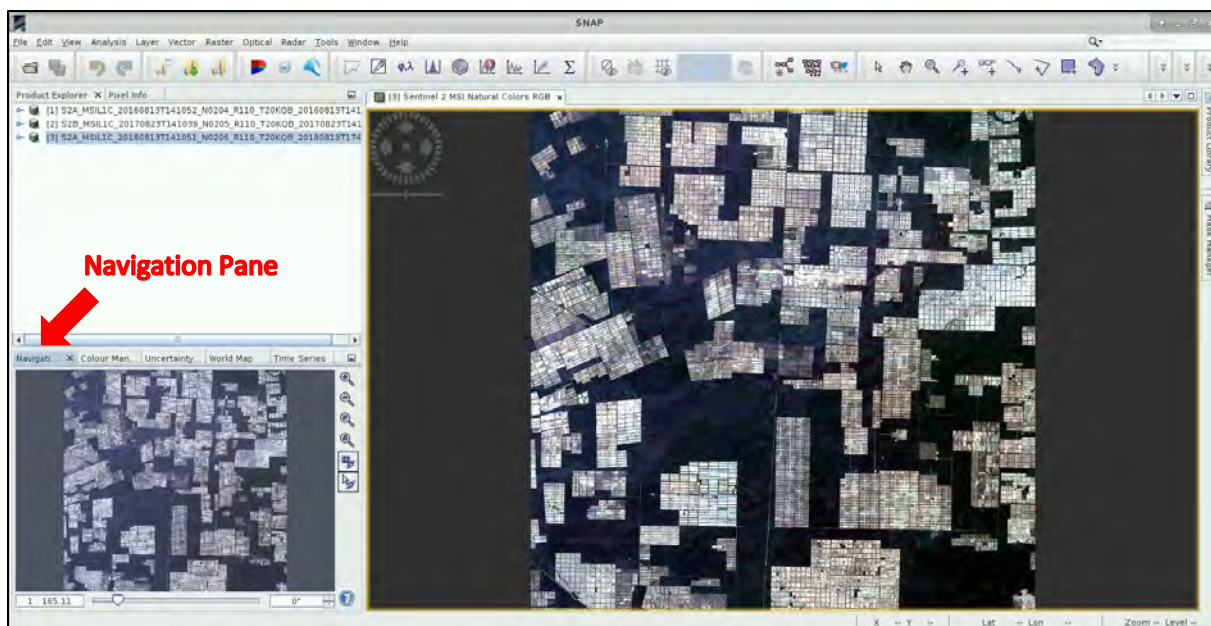 SNAP
File Edit View Analysis Layer Vector Raster Optical Radar Tools Window Help
Product Explorer Pixel Info
[3] Sentinel 2 MSI Natural Colors RGB
[1] S2A_MSIL1C_20160813T141052_N0204_R110_T20KQB_20160813T141
[2] S2B_MSIL1C_20170823T141039_N0205_R110_T20KQB_20170823T141
[3] S2A_MSIL1C_20180819T141051_N0206_R110_T20KQB_20180819T174
Product Library
Mask Manager
Navigation Pane
Navigati... Colour Man... Uncertainty... World Map Time Series
1 : 165.11
0°
X -- Y -- Lat -- Lon -- Zoom -- Level --